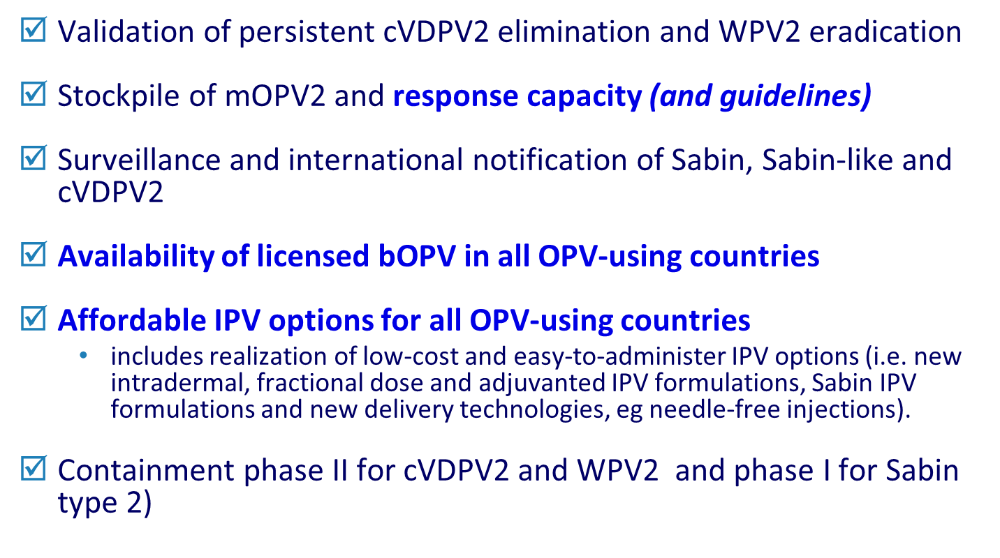 ☑ Validation of persistent cVDPV2 elimination and WPV2 eradication
☑ Stockpile of mOPV2 and response capacity (and guidelines)
☑ Surveillance and international notification of Sabin, Sabin-like and
cVDPV2
☑ Availability of licensed bOPV in all OPV-using countries
☑ Affordable IPV options for all OPV-using countries
• includes realization of low-cost and easy-to-administer IPV options (i.e. new
intradermal, fractional dose and adjuvanted IPV formulations, Sabin IPV
formulations and new delivery technologies, eg needle-free injections).
☑ Containment phase II for cVDPV2 and WPV2  and phase I for Sabin
type 2)